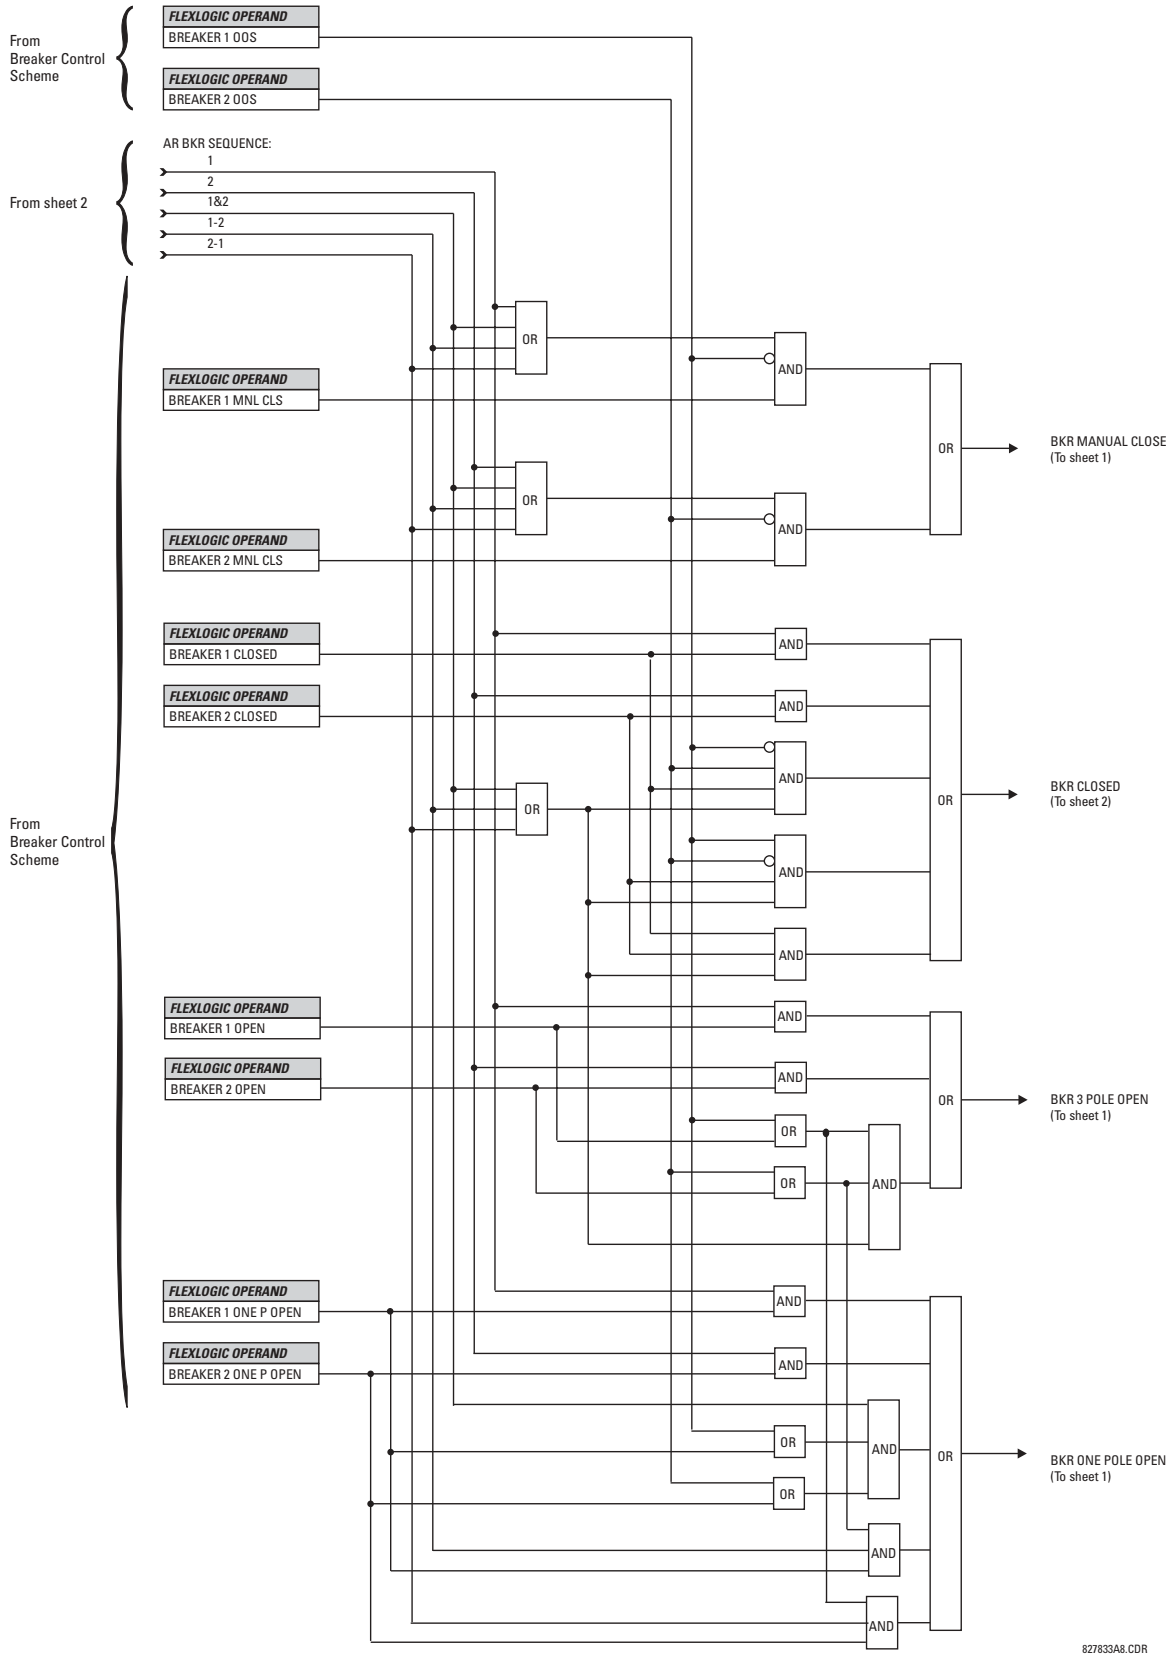 FLEXLOGIC OPERAND
BREAKER 1 OOS
From
Breaker Control
Scheme
FLEXLOGIC OPERAND
BREAKER 2 OOS
AR BKR SEQUENCE:
1
2
From sheet 2
1&2
1-2
2-1
OR
AND
FLEXLOGIC OPERAND
BREAKER 1 MNL CLS
OR
BKR MANUAL CLOSE
(To sheet 1)
OR
AND
FLEXLOGIC OPERAND
BREAKER 2 MNL CLS
FLEXLOGIC OPERAND
BREAKER 1 CLOSED
AND
FLEXLOGIC OPERAND
BREAKER 2 CLOSED
AND
AND
OR
OR
BKR CLOSED
(To sheet 2)
From
Breaker Control
Scheme
AND
AND
FLEXLOGIC OPERAND
BREAKER 1 OPEN
AND
FLEXLOGIC OPERAND
BREAKER 2 OPEN
AND
OR
BKR 3 POLE OPEN
(To sheet 1)
OR
OR
AND
FLEXLOGIC OPERAND
BREAKER 1 ONE P OPEN
AND
FLEXLOGIC OPERAND
BREAKER 2 ONE P OPEN
AND
OR
AND
OR
BKR ONE POLE OPEN
(To sheet 1)
OR
AND
AND
827833A8.CDR